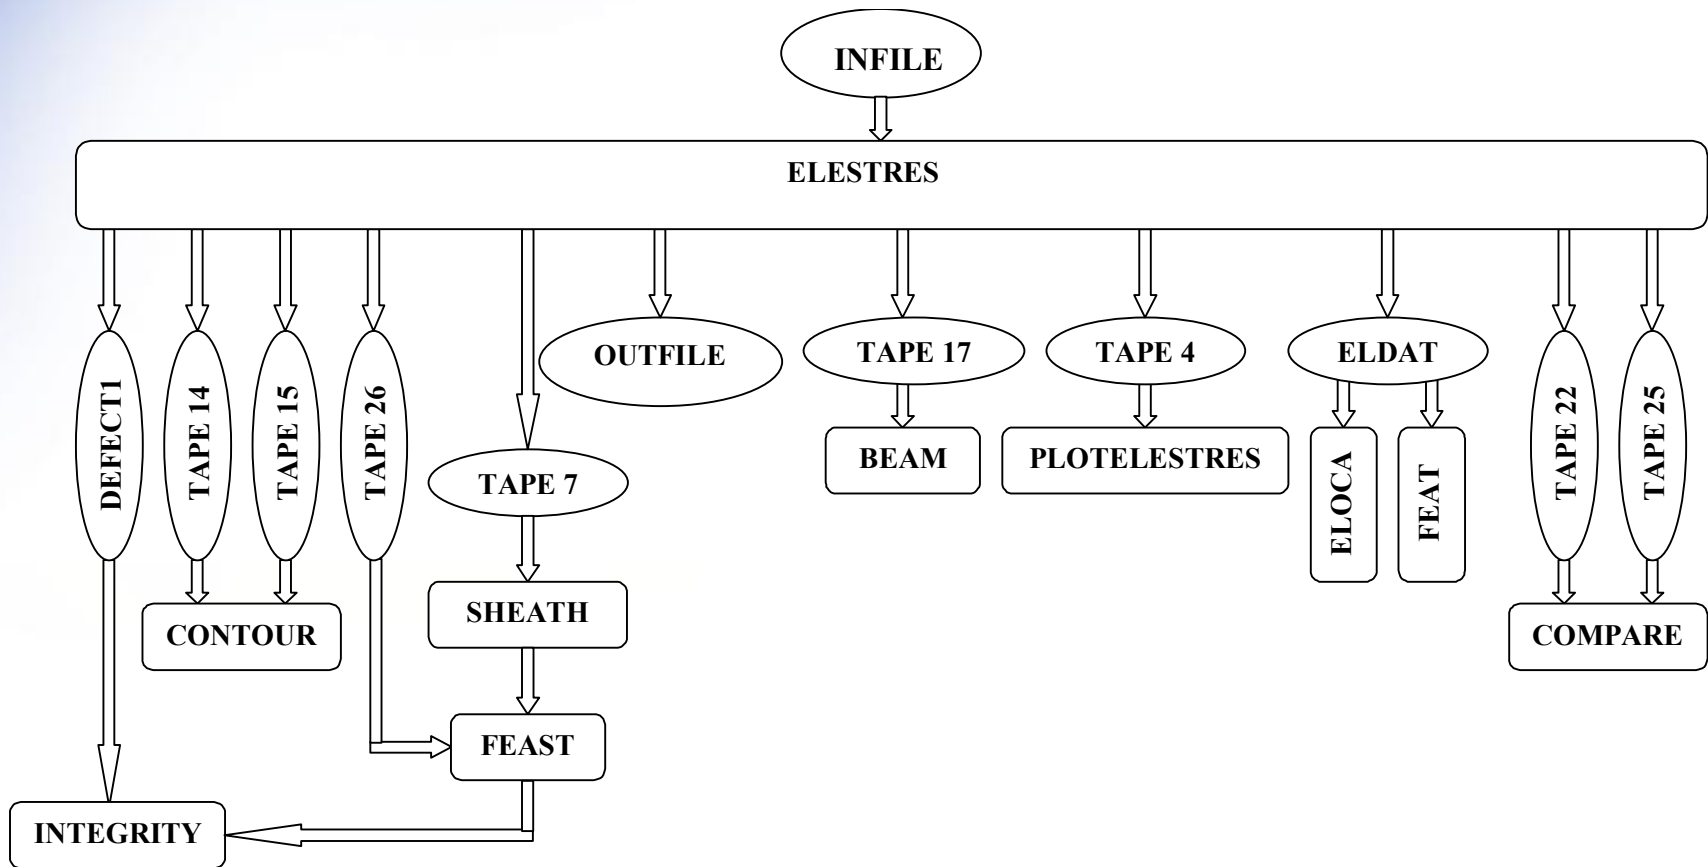 INFILE
ELESTRES
DEFECT1
TAPE 14
TAPE 15
TAPE 26
TAPE 7
OUTFILE
TAPE 17
TAPE 4
ELDAT
TAPE 22
TAPE 25
BEAM
PLOTELESTRES
ELOCA
FEAT
SHEATH
CONTOUR
COMPARE
FEAST
INTEGRITY